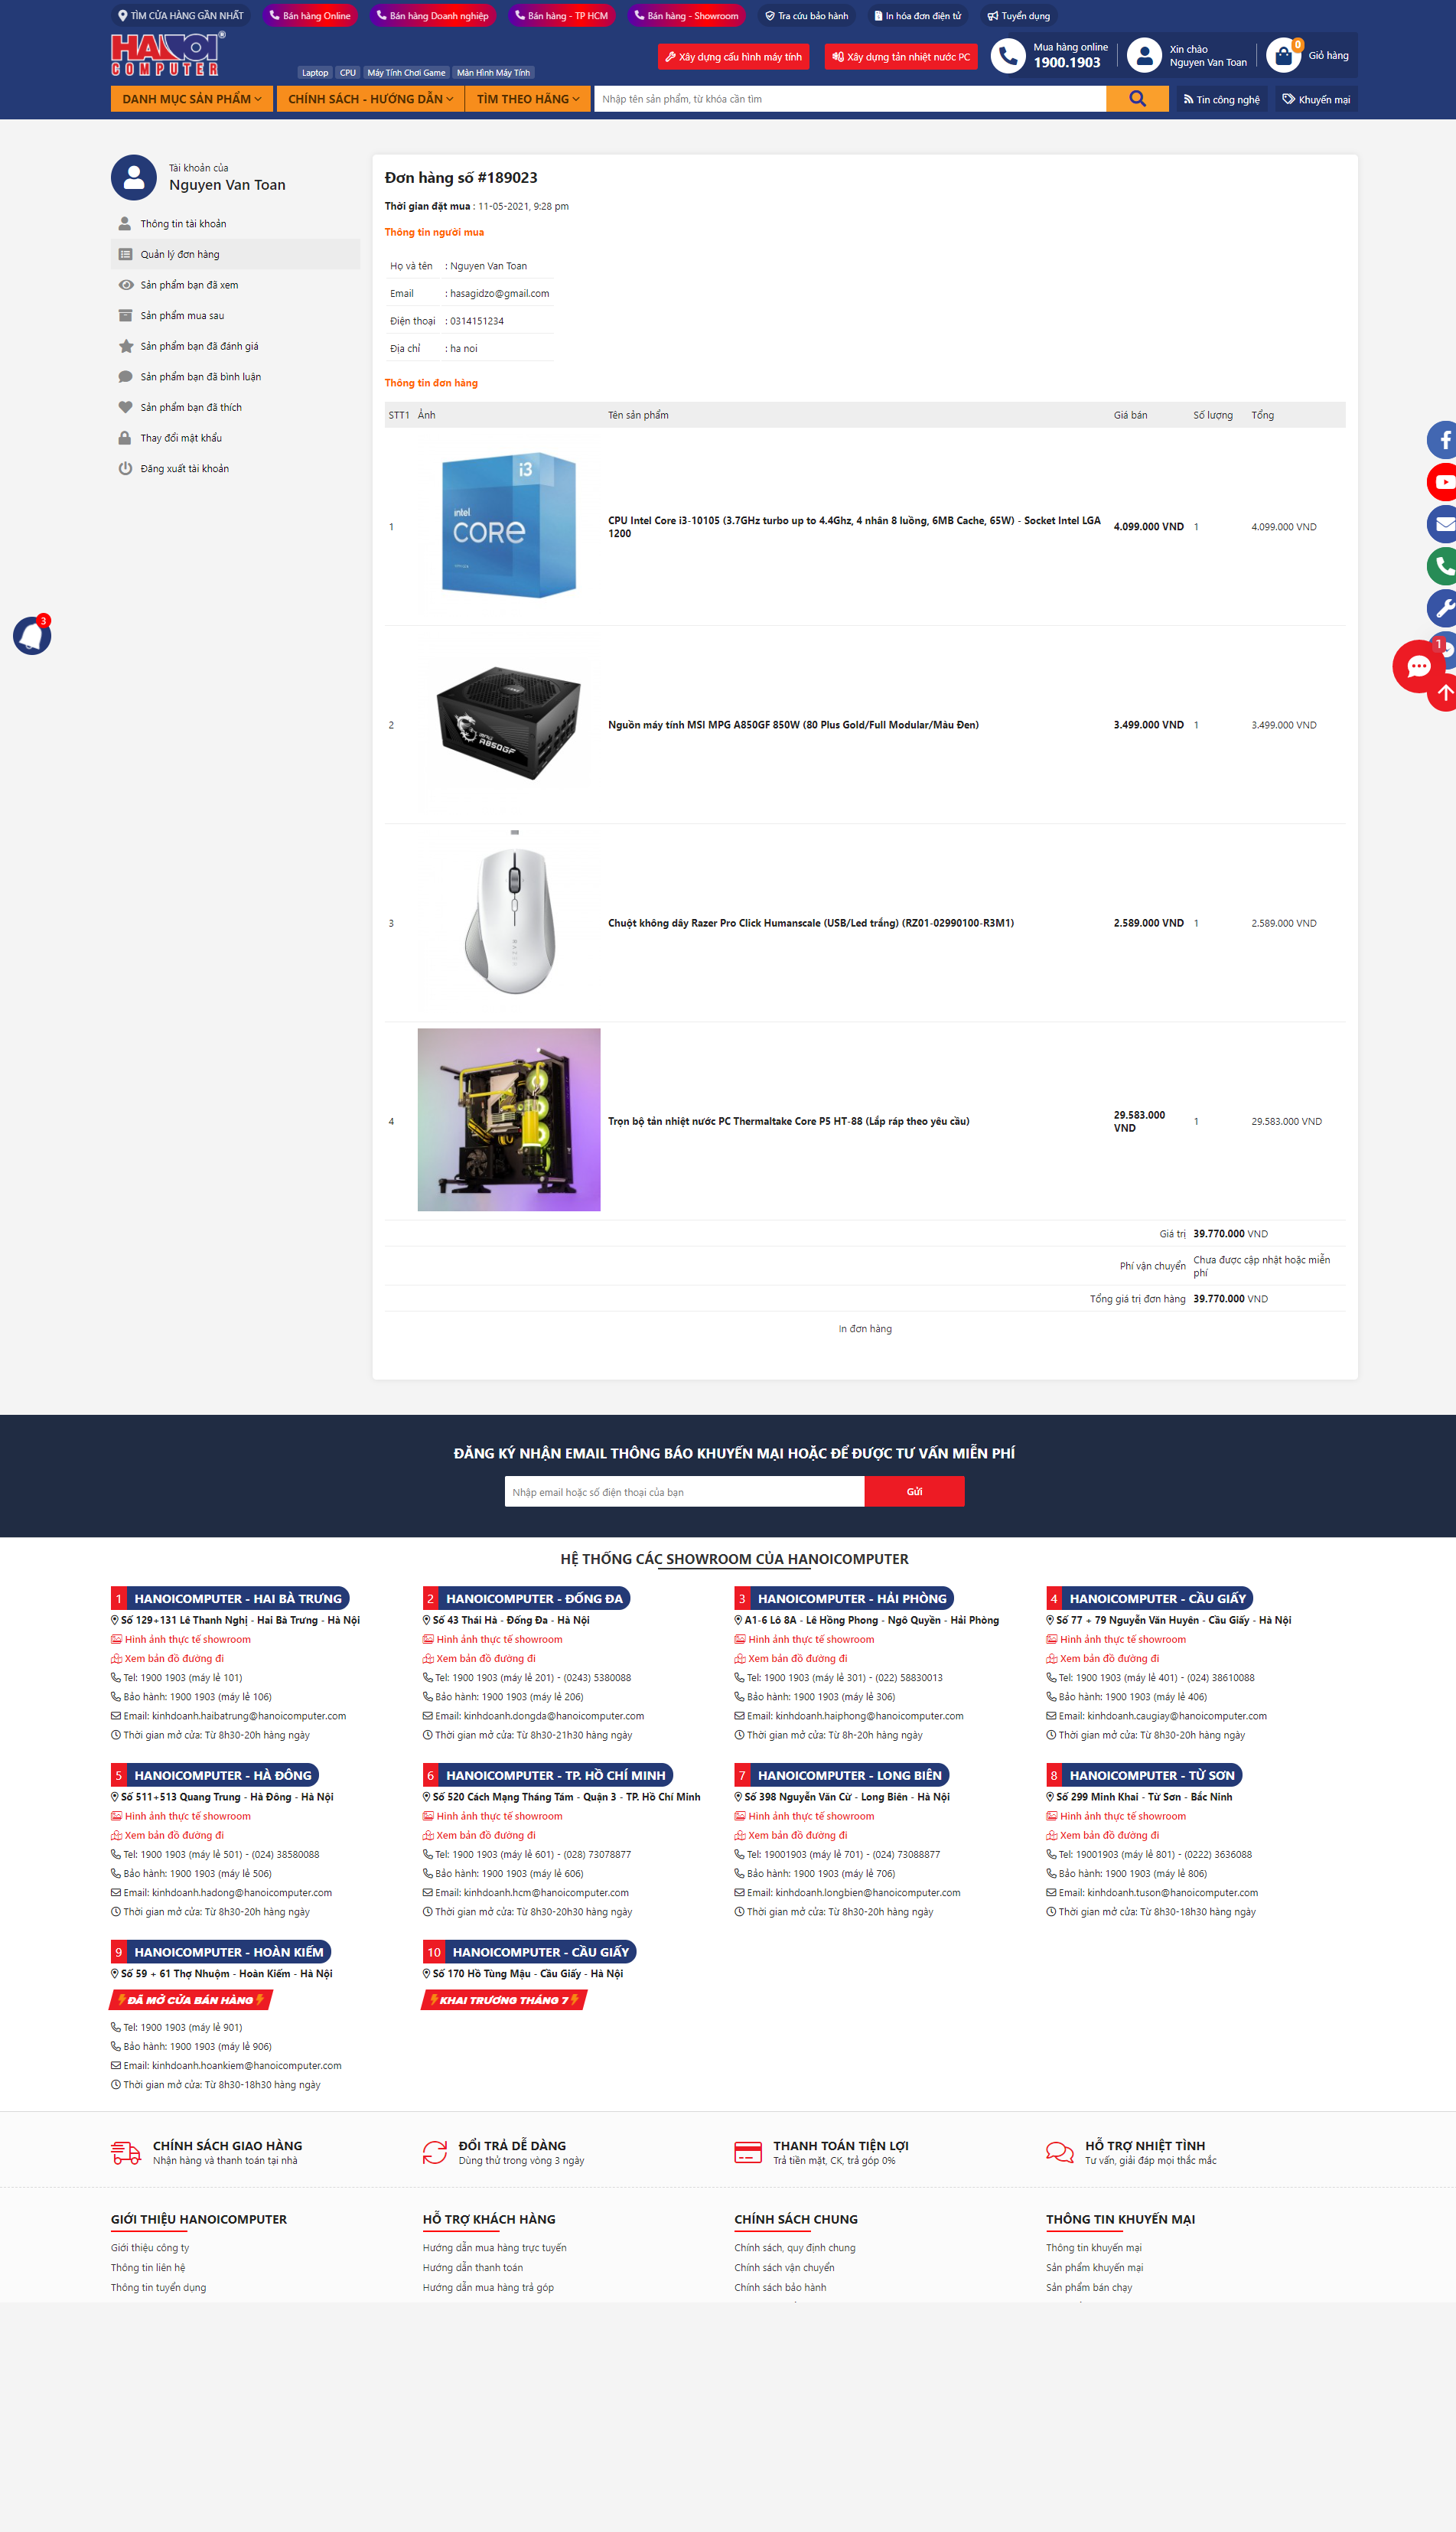 TÌM CỬA HÀNG GẦN NHẤT
Bán hàng Online
Bán hàng Doanh nghiệp
Bán hàng - TP HCM
Bán hàng - Showroom
Tra cứu bảo hành
In hóa đơn điện tử
Tuyển dụng
HANOI ®
COMPUTER
Laptop
CPU
Máy Tính Chơi Game
Màn Hình Máy Tính
Xây dựng cấu hình máy tính
Xây dựng tản nhiệt nước PC
Mua hàng online
1900.1903
Xin chào
Nguyen Van Toan
0
Giỏ hàng
DANH MỤC SẢN PHẨM
CHÍNH SÁCH - HƯỚNG DẪN
TÌM THEO HÃNG
Nhập tên sản phẩm, từ khóa cần tìm
Tin công nghệ
Khuyến mại
Tài khoản của
Nguyen Van Toan
Thông tin tài khoản
Quản lý đơn hàng
Sản phẩm bạn đã xem
Sản phẩm mua sau
Sản phẩm bạn đã đánh giá
Sản phẩm bạn đã bình luận
Sản phẩm bạn đã thích
Thay đổi mật khẩu
Đăng xuất tài khoản
3
1
Đơn hàng số #189023
Thời gian đặt mua : 11-05-2021, 9:28 pm
Thông tin người mua
Họ và tên : Nguyen Van Toan
Email : hasagidzo@gmail.com
Điện thoại : 0314151234
Địa chỉ : ha noi
Thông tin đơn hàng
STT1 Ảnh Tên sản phẩm Giá bán Số lượng Tổng
i3
intel
CORE
1 CPU Intel Core i3-10105 (3.7GHz turbo up to 4.4Ghz, 4 nhân 8 luồng, 6MB Cache, 65W) - Socket Intel LGA
1200 4.099.000 VND 1 4.099.000 VND
A850GF
2 Nguồn máy tính MSI MPG A850GF 850W (80 Plus Gold/Full Modular/Màu Đen) 3.499.000 VND 1 3.499.000 VND
RAZER
3 Chuột không dây Razer Pro Click Humanscale (USB/Led trắng) (RZ01-02990100-R3M1) 2.589.000 VND 1 2.589.000 VND
4 Trọn bộ tản nhiệt nước PC Thermaltake Core P5 HT-88 (Lắp ráp theo yêu cầu) 29.583.000
VND 1 29.583.000 VND
Giá trị 39.770.000 VND
Phí vận chuyển Chưa được cập nhật hoặc miễn
phí
Tổng giá trị đơn hàng 39.770.000 VND
In đơn hàng
ĐĂNG KÝ NHẬN EMAIL THÔNG BÁO KHUYẾN MẠI HOẶC ĐỂ ĐƯỢC TƯ VẤN MIỄN PHÍ
Nhập email hoặc số điện thoại của bạn
Gửi
HỆ THỐNG CÁC SHOWROOM CỦA HANOICOMPUTER
1 HANOICOMPUTER - HAI BÀ TRƯNG
Số 129+131 Lê Thanh Nghị - Hai Bà Trưng - Hà Nội
Hình ảnh thực tế showroom
Xem bản đồ đường đi
Tel: 1900 1903 (máy lẻ 101)
Bảo hành: 1900 1903 (máy lẻ 106)
Email: kinhdoanh.haibatrung@hanoicomputer.com
Thời gian mở cửa: Từ 8h30-20h hàng ngày
2 HANOICOMPUTER - ĐỐNG ĐA
Số 43 Thái Hà - Đống Đa - Hà Nội
Hình ảnh thực tế showroom
Xem bản đồ đường đi
Tel: 1900 1903 (máy lẻ 201) - (0243) 5380088
Bảo hành: 1900 1903 (máy lẻ 206)
Email: kinhdoanh.dongda@hanoicomputer.com
Thời gian mở cửa: Từ 8h30-21h30 hàng ngày
3 HANOICOMPUTER - HẢI PHÒNG
A1-6 Lô 8A - Lê Hồng Phong - Ngô Quyền - Hải Phòng
Hình ảnh thực tế showroom
Xem bản đồ đường đi
Tel: 1900 1903 (máy lẻ 301) - (022) 58830013
Bảo hành: 1900 1903 (máy lẻ 306)
Email: kinhdoanh.haiphong@hanoicomputer.com
Thời gian mở cửa: Từ 8h-20h hàng ngày
4 HANOICOMPUTER - CẦU GIẤY
Số 77 + 79 Nguyễn Văn Huyên - Cầu Giấy - Hà Nội
Hình ảnh thực tế showroom
Xem bản đồ đường đi
Tel: 1900 1903 (máy lẻ 401) - (024) 38610088
Bảo hành: 1900 1903 (máy lẻ 406)
Email: kinhdoanh.caugiay@hanoicomputer.com
Thời gian mở cửa: Từ 8h30-20h hàng ngày
5 HANOICOMPUTER - HÀ ĐÔNG
Số 511+513 Quang Trung - Hà Đông - Hà Nội
Hình ảnh thực tế showroom
Xem bản đồ đường đi
Tel: 1900 1903 (máy lẻ 501) - (024) 38580088
Bảo hành: 1900 1903 (máy lẻ 506)
Email: kinhdoanh.hadong@hanoicomputer.com
Thời gian mở cửa: Từ 8h30-20h hàng ngày
6 HANOICOMPUTER - TP. HỒ CHÍ MINH
Số 520 Cách Mạng Tháng Tám - Quận 3 - TP. Hồ Chí Minh
Hình ảnh thực tế showroom
Xem bản đồ đường đi
Tel: 1900 1903 (máy lẻ 601) - (028) 73078877
Bảo hành: 1900 1903 (máy lẻ 606)
Email: kinhdoanh.hcm@hanoicomputer.com
Thời gian mở cửa: Từ 8h30-20h30 hàng ngày
7 HANOICOMPUTER - LONG BIÊN
Số 398 Nguyễn Văn Cừ - Long Biên - Hà Nội
Hình ảnh thực tế showroom
Xem bản đồ đường đi
Tel: 19001903 (máy lẻ 701) - (024) 73088877
Bảo hành: 1900 1903 (máy lẻ 706)
Email: kinhdoanh.longbien@hanoicomputer.com
Thời gian mở cửa: Từ 8h30-20h hàng ngày
8 HANOICOMPUTER - TỪ SƠN
Số 299 Minh Khai - Từ Sơn - Bắc Ninh
Hình ảnh thực tế showroom
Xem bản đồ đường đi
Tel: 19001903 (máy lẻ 801) - (0222) 3636088
Bảo hành: 1900 1903 (máy lẻ 806)
Email: kinhdoanh.tuson@hanoicomputer.com
Thời gian mở cửa: Từ 8h30-18h30 hàng ngày
9 HANOICOMPUTER - HOÀN KIẾM
Số 59 + 61 Thợ Nhuộm - Hoàn Kiếm - Hà Nội
ĐÃ MỞ CỬA BÁN HÀNG
Tel: 1900 1903 (máy lẻ 901)
Bảo hành: 1900 1903 (máy lẻ 906)
Email: kinhdoanh.hoankiem@hanoicomputer.com
Thời gian mở cửa: Từ 8h30-18h30 hàng ngày
10 HANOICOMPUTER - CẦU GIẤY
Số 170 Hồ Tùng Mậu - Cầu Giấy - Hà Nội
KHAI TRƯƠNG THÁNG 7
CHÍNH SÁCH GIAO HÀNG
Nhận hàng và thanh toán tại nhà
ĐỔI TRẢ DỄ DÀNG
Dùng thử trong vòng 3 ngày
THANH TOÁN TIỆN LỢI
Trả tiền mặt, CK, trả góp 0%
HỖ TRỢ NHIỆT TÌNH
Tư vấn, giải đáp mọi thắc mắc
GIỚI THIỆU HANOICOMPUTER
Giới thiệu công ty
Thông tin liên hệ
Thông tin tuyển dụng
HỖ TRỢ KHÁCH HÀNG
Hướng dẫn mua hàng trực tuyến
Hướng dẫn thanh toán
Hướng dẫn mua hàng trả góp
CHÍNH SÁCH CHUNG
Chính sách, quy định chung
Chính sách vận chuyển
Chính sách bảo hành
THÔNG TIN KHUYẾN MẠI
Thông tin khuyến mại
Sản phẩm khuyến mại
Sản phẩm bán chạy